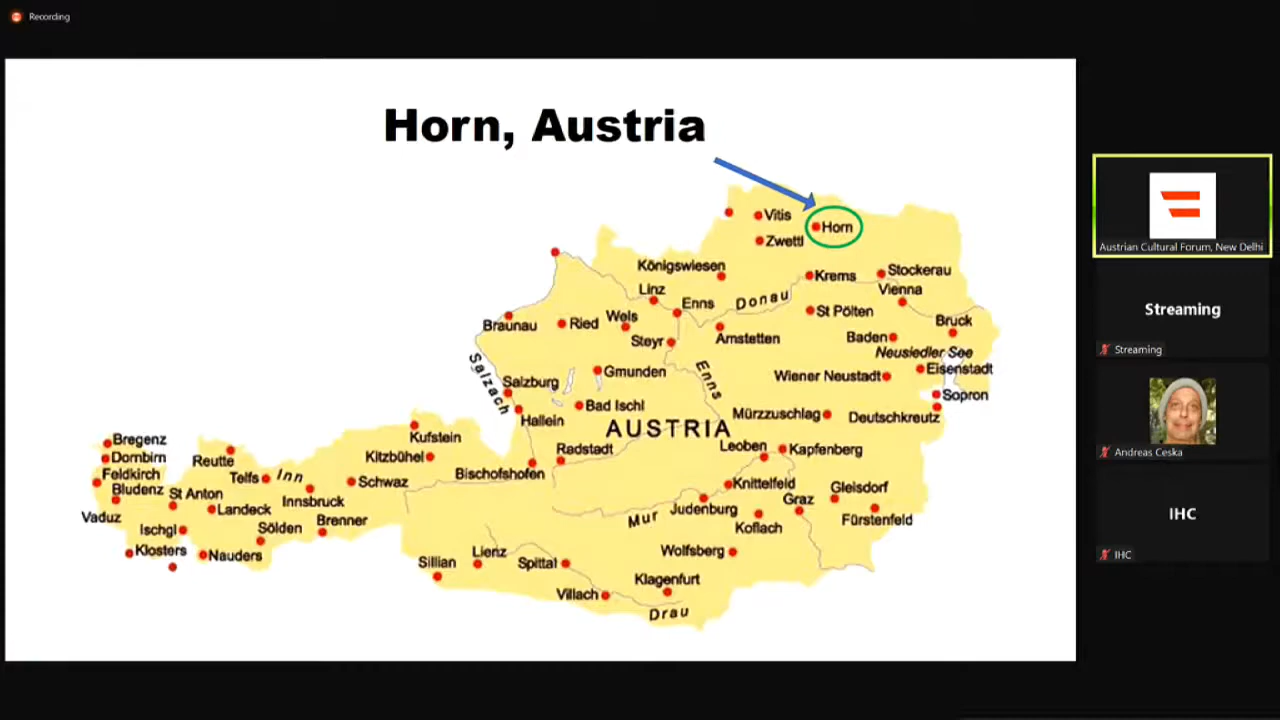 Recording
Horn, Austria
Vitis
Horn
Zwettl
Königswiesen
Krems
Stockerau
Linz
Enns
Donau
Vienna
Braunau
Ried
Wels
St Pölten
Bruck
Steyr
Amstetten
Baden
Neusiedler See
Salzach
Salzburg
Gmunden
Enns
Wiener Neustadt
Eisenstadt
Hallein
Bad Ischl
Sopron
AUSTRIA
Mürzzuschlag
Deutschkreutz
Bregenz
Kufstein
Radstadt
Leoben
Kapfenberg
Dornbirn
Reutte
Kitzbühel
Bischofshofen
Feldkirch
Telfs
Inn
Schwaz
Knittelfeld
Gleisdorf
Bludenz
St Anton
Innsbruck
Judenburg
Graz
Vaduz
Landeck
Mur
Koflach
Fürstenfeld
Ischgl
Sölden
Brenner
Klosters
Nauders
Sillian
Lienz
Spittal
Wolfsberg
Villach
Klagenfurt
Drau
Austrian Cultural Forum, New Delhi
Streaming
Streaming
Andreas Ceska
IHC
IHC